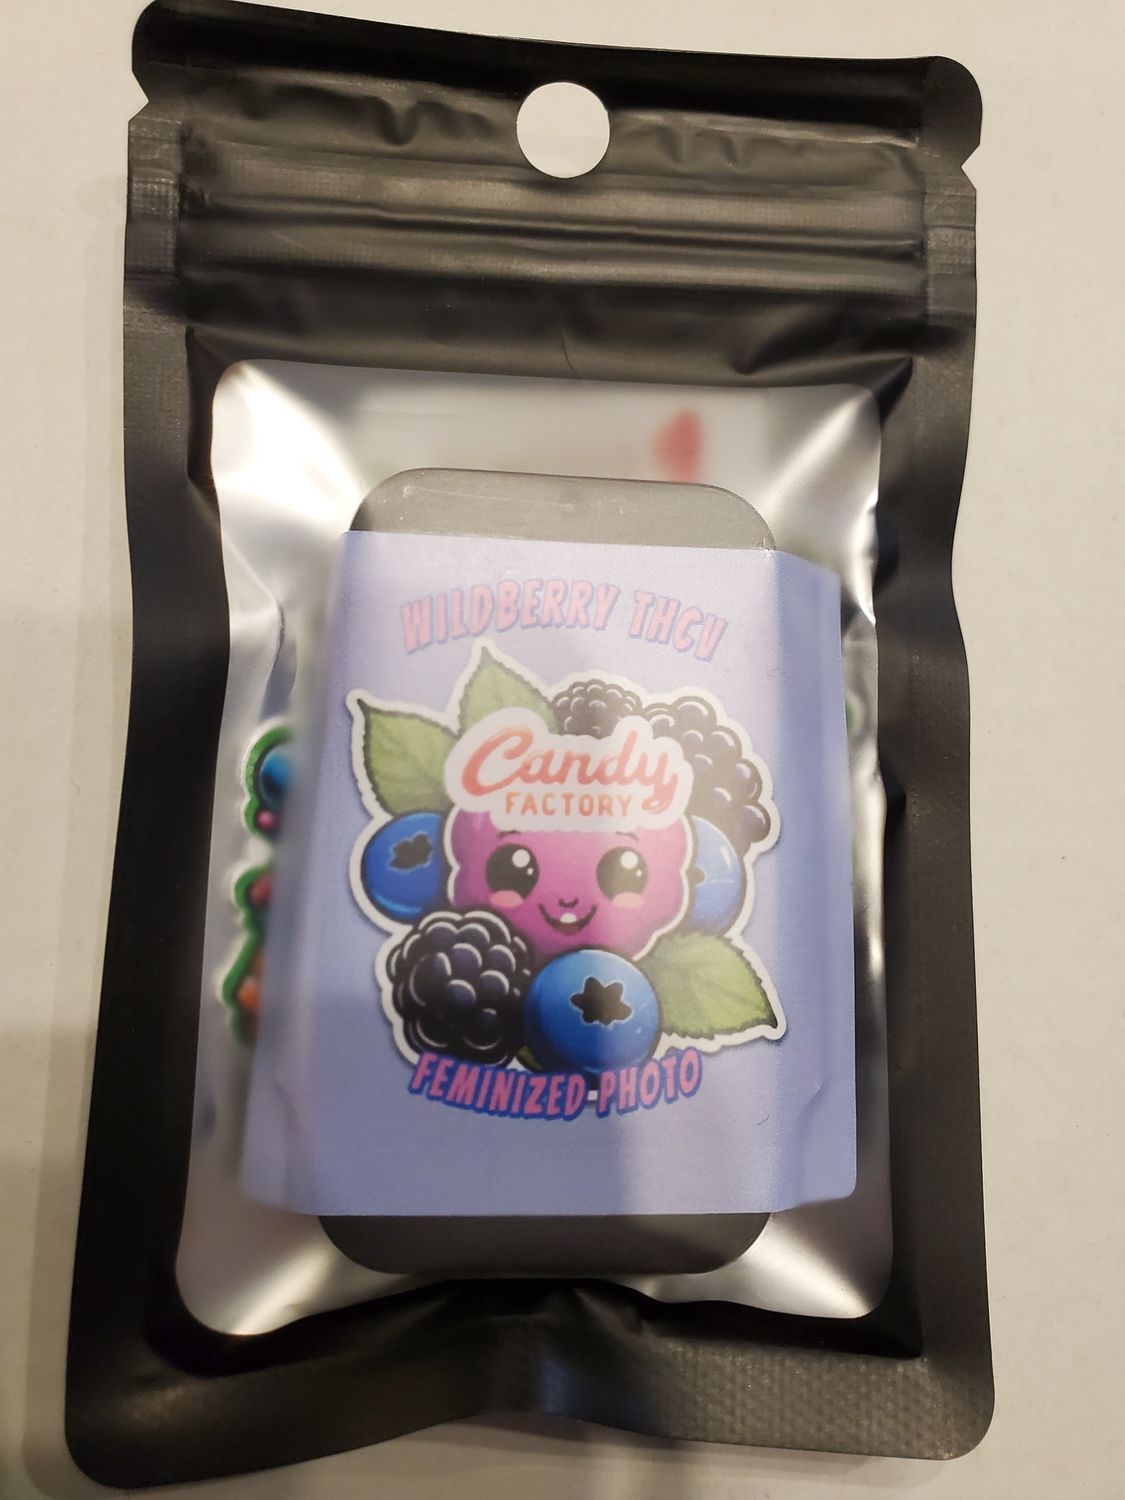 WILDBERRY THCV
Candy
FACTORY
FEMINIZED PHOTO